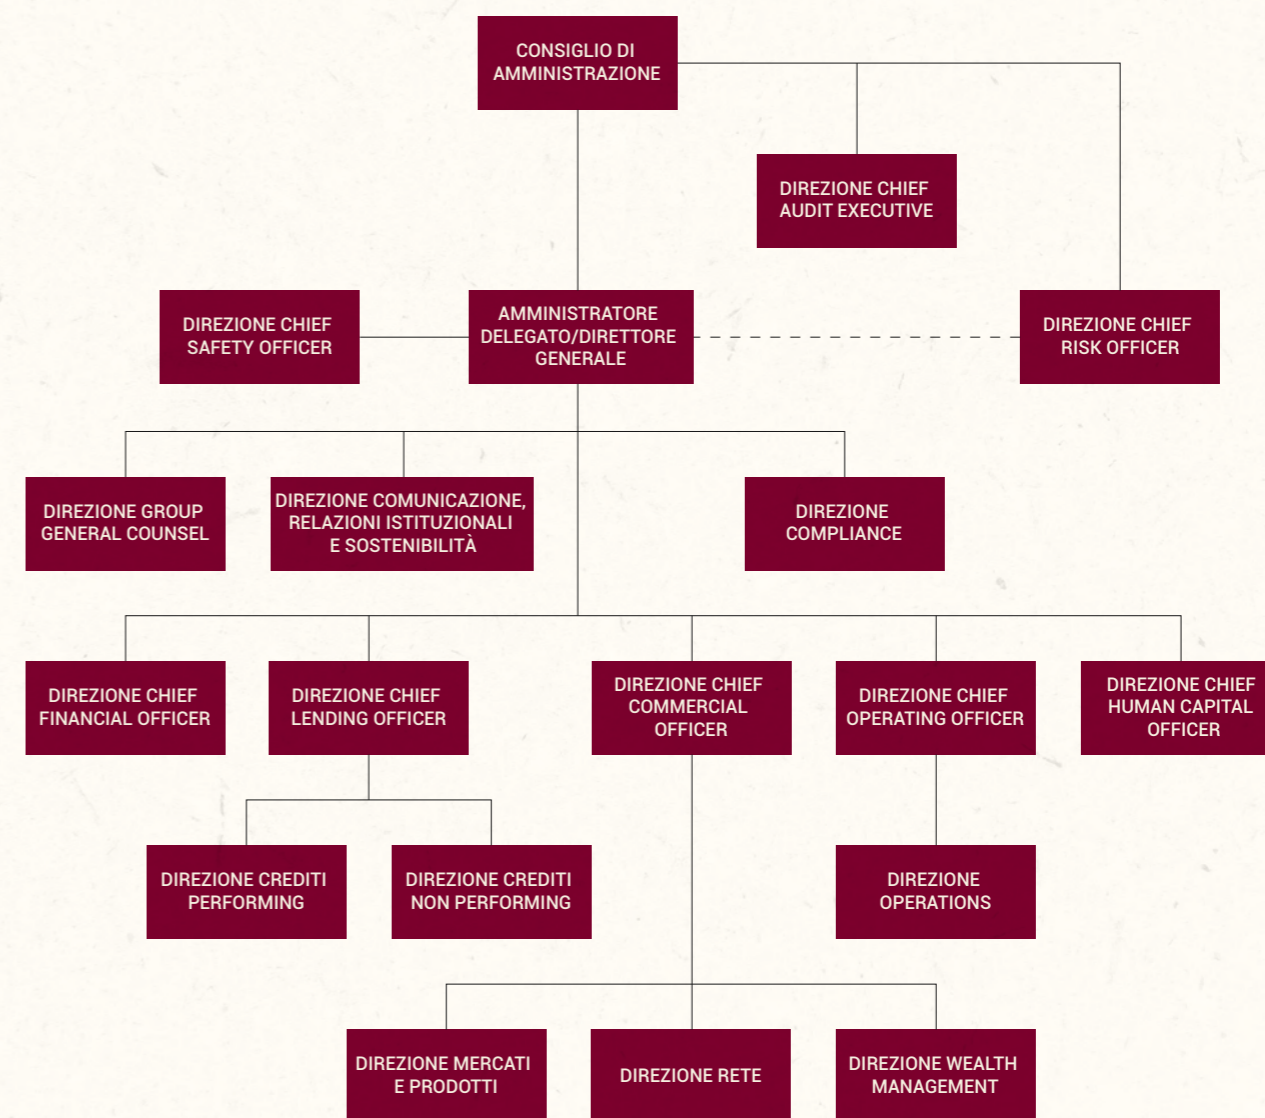 CONSIGLIO DI
AMMINISTRAZIONE
DIREZIONE CHIEF
AUDIT EXECUTIVE
DIREZIONE CHIEF
SAFETY OFFICER
AMMINISTRATORE
DELEGATO/DIRETTORE
GENERALE
DIREZIONE CHIEF
RISK OFFICER
DIREZIONE GROUP
GENERAL COUNSEL
DIREZIONE COMUNICAZIONE,
RELAZIONI ISTITUZIONALI
E SOSTENIBILITÀ
DIREZIONE
COMPLIANCE
DIREZIONE CHIEF
FINANCIAL OFFICER
DIREZIONE CHIEF
LENDING OFFICER
DIREZIONE CHIEF
COMMERCIAL
OFFICER
DIREZIONE CHIEF
OPERATING OFFICER
DIREZIONE CHIEF
HUMAN CAPITAL
OFFICER
DIREZIONE CREDITI
PERFORMING
DIREZIONE CREDITI
NON PERFORMING
DIREZIONE
OPERATIONS
DIREZIONE MERCATI
E PRODOTTI
DIREZIONE RETE
DIREZIONE WEALTH
MANAGEMENT